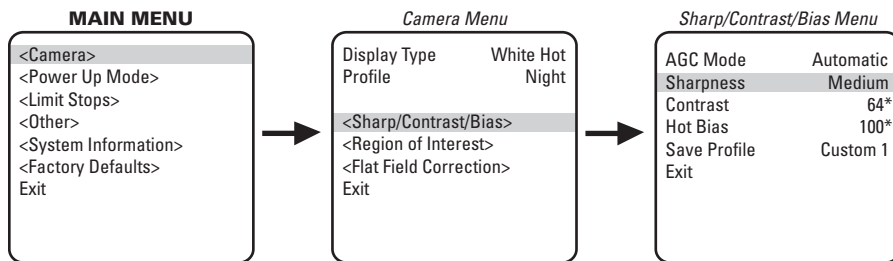 MAIN MENU
<Camera>
<Power Up Mode>
<Limit Stops>
<Other>
<System Information>
<Factory Defaults>
Exit
Camera Menu
Display Type White Hot
Profile Night
<Sharp/Contrast/Bias>
<Region of Interest>
<Flat Field Correction>
Exit
Sharp/Contrast/Bias Menu
AGC Mode Automatic
Sharpness Medium
Contrast 64*
Hot Bias 100*
Save Profile Custom 1
Exit